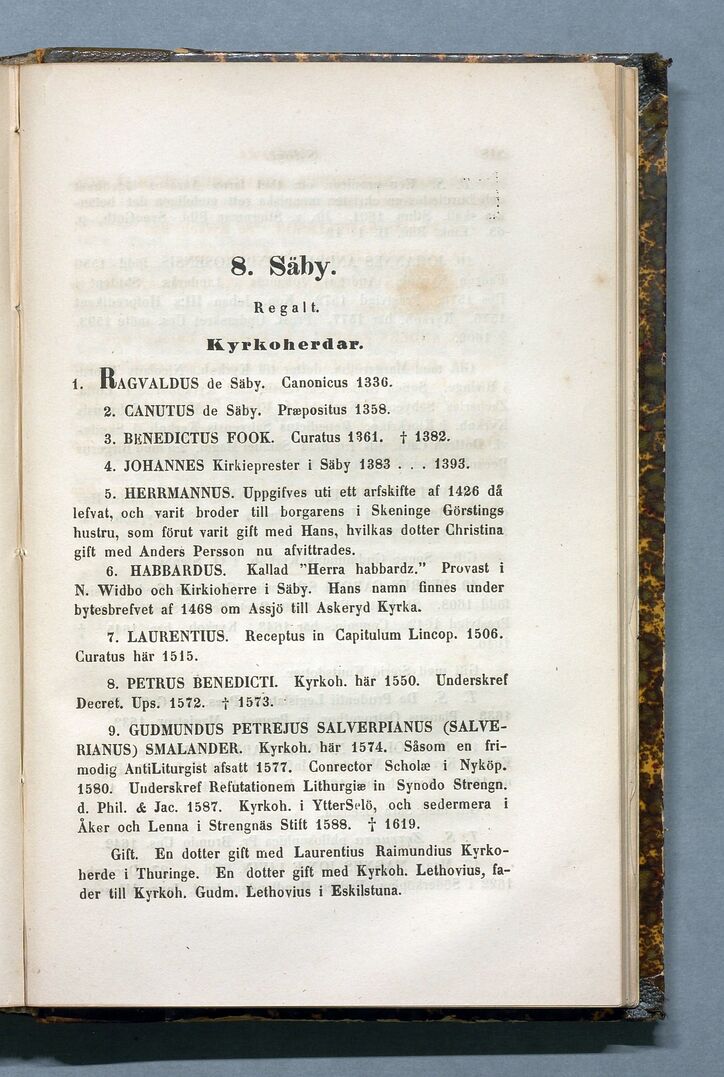 8. Säby.
Regalt.
Kyrkoherdar.
1. RAGVALDUS de Säby. Canonicus 1336.
2. CANUTUS de Säby. Præpositus 1358.
3. BENEDICTUS FOOK. Curatus 1361. † 1382.
4. JOHANNES Kirkieprester i Säby 1383 . . . 1393.
5. HERRMANNUS. Uppgifves uti ett arfskifte af 1426 då
lefvat, och varit broder till borgarens i Skeninge Görstings
hustru, som förut varit gift med Hans, hvilkas dotter Christina
gift med Anders Persson nu afvittrades.
6. HABBARDUS. Kallad "Herra habbardz." Provast i
N. Widbo och Kirkioherre i Säby. Hans namn finnes under
bytesbrefvet af 1468 om Assjö till Askeryd Kyrka.
7. LAURENTIUS. Receptus in Capitulum Lincop. 1506.
Curatus här 1515.
8. PETRUS BENEDICTI. Kyrkoh. här 1550. Underskref
Decret. Ups. 1572. † 1573.
9. GUDMUNDUS PETREJUS SALVERPIANUS (SALVE-
RIANUS) SMALANDER. Kyrkoh. här 1574. Såsom en fri-
modig AntiLiturgist afsatt 1577. Conrector Scholæ i Nyköp.
1580. Underskref Refutationem Lithurgiæ in Synodo Strengn.
d. Phil. & Jac. 1587. Kyrkoh. i YtterSelö, och sedermera i
Åker och Lenna i Strengnäs Stift 1588. † 1619.
Gift. En dotter gift med Laurentius Raimundius Kyrko-
herde i Thuringe. En dotter gift med Kyrkoh. Lethovius, fa-
der till Kyrkoh. Gudm. Lethovius i Eskilstuna.